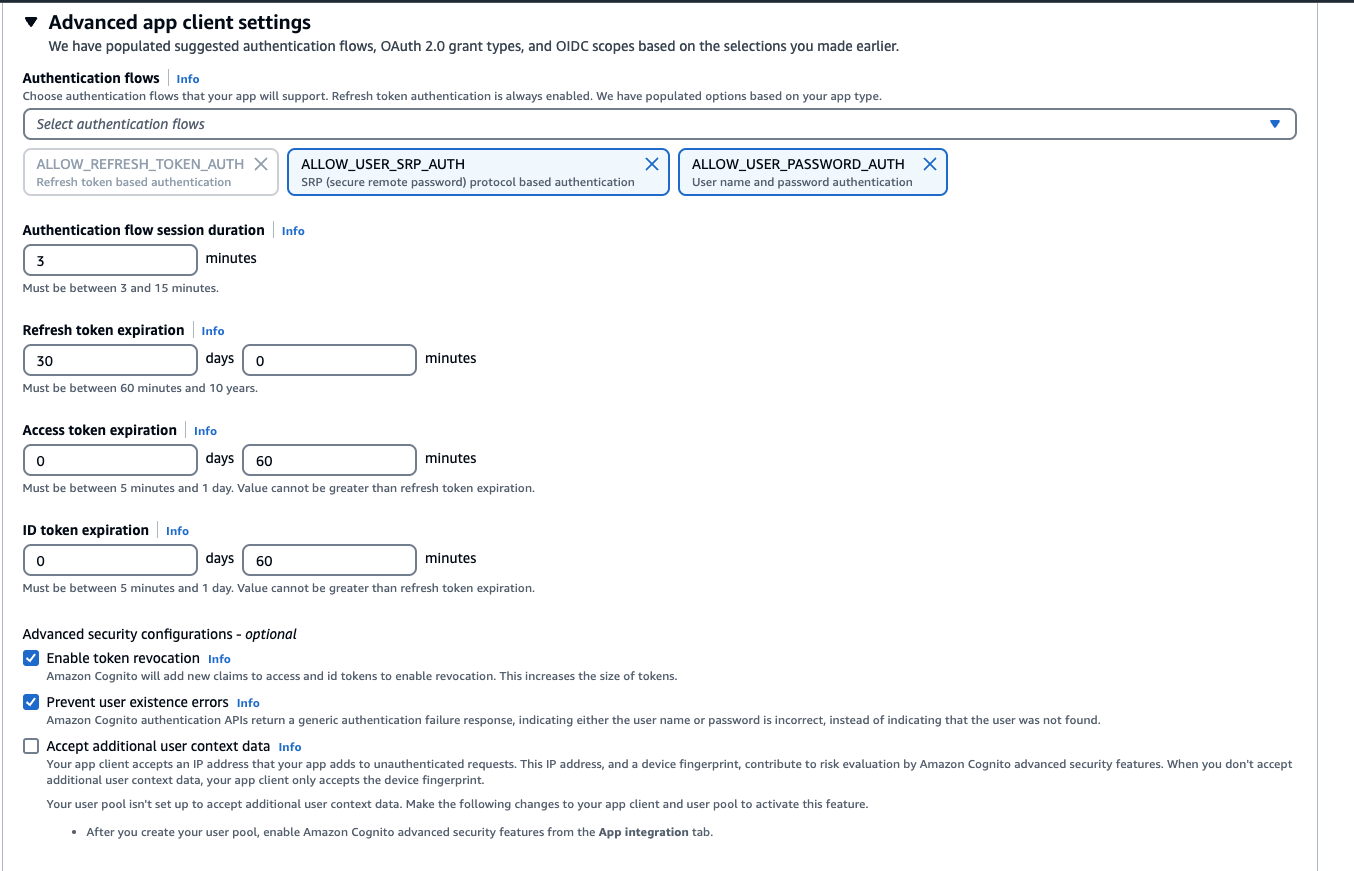 Advanced app client settings
We have populated suggested authentication flows, OAuth 2.0 grant types, and OIDC scopes based on the selections you made earlier.
Authentication flows Info
Choose authentication flows that your app will support. Refresh token authentication is always enabled. We have populated options based on your app type.
Select authentication flows
ALLOW_REFRESH_TOKEN_AUTH
Refresh token based authentication
ALLOW_USER_SRP_AUTH
SRP (secure remote password) protocol based authentication
ALLOW_USER_PASSWORD_AUTH
User name and password authentication
Authentication flow session duration Info
3 minutes
Must be between 3 and 15 minutes.
Refresh token expiration Info
30 days 0 minutes
Must be between 60 minutes and 10 years.
Access token expiration Info
0 days 60 minutes
Must be between 5 minutes and 1 day. Value cannot be greater than refresh token expiration.
ID token expiration Info
0 days 60 minutes
Must be between 5 minutes and 1 day. Value cannot be greater than refresh token expiration.
Advanced security configurations - optional
Enable token revocation Info
Amazon Cognito will add new claims to access and id tokens to enable revocation. This increases the size of tokens.
Prevent user existence errors Info
Amazon Cognito authentication APIs return a generic authentication failure response, indicating either the user name or password is incorrect, instead of indicating that the user was not found.
Accept additional user context data Info
Your app client accepts an IP address that your app adds to unauthenticated requests. This IP address, and a device fingerprint, contribute to risk evaluation by Amazon Cognito advanced security features. When you don't accept
additional user context data, your app client only accepts the device fingerprint.
Your user pool isn't set up to accept additional user context data. Make the following changes to your app client and user pool to activate this feature.
• After you create your user pool, enable Amazon Cognito advanced security features from the App integration tab.